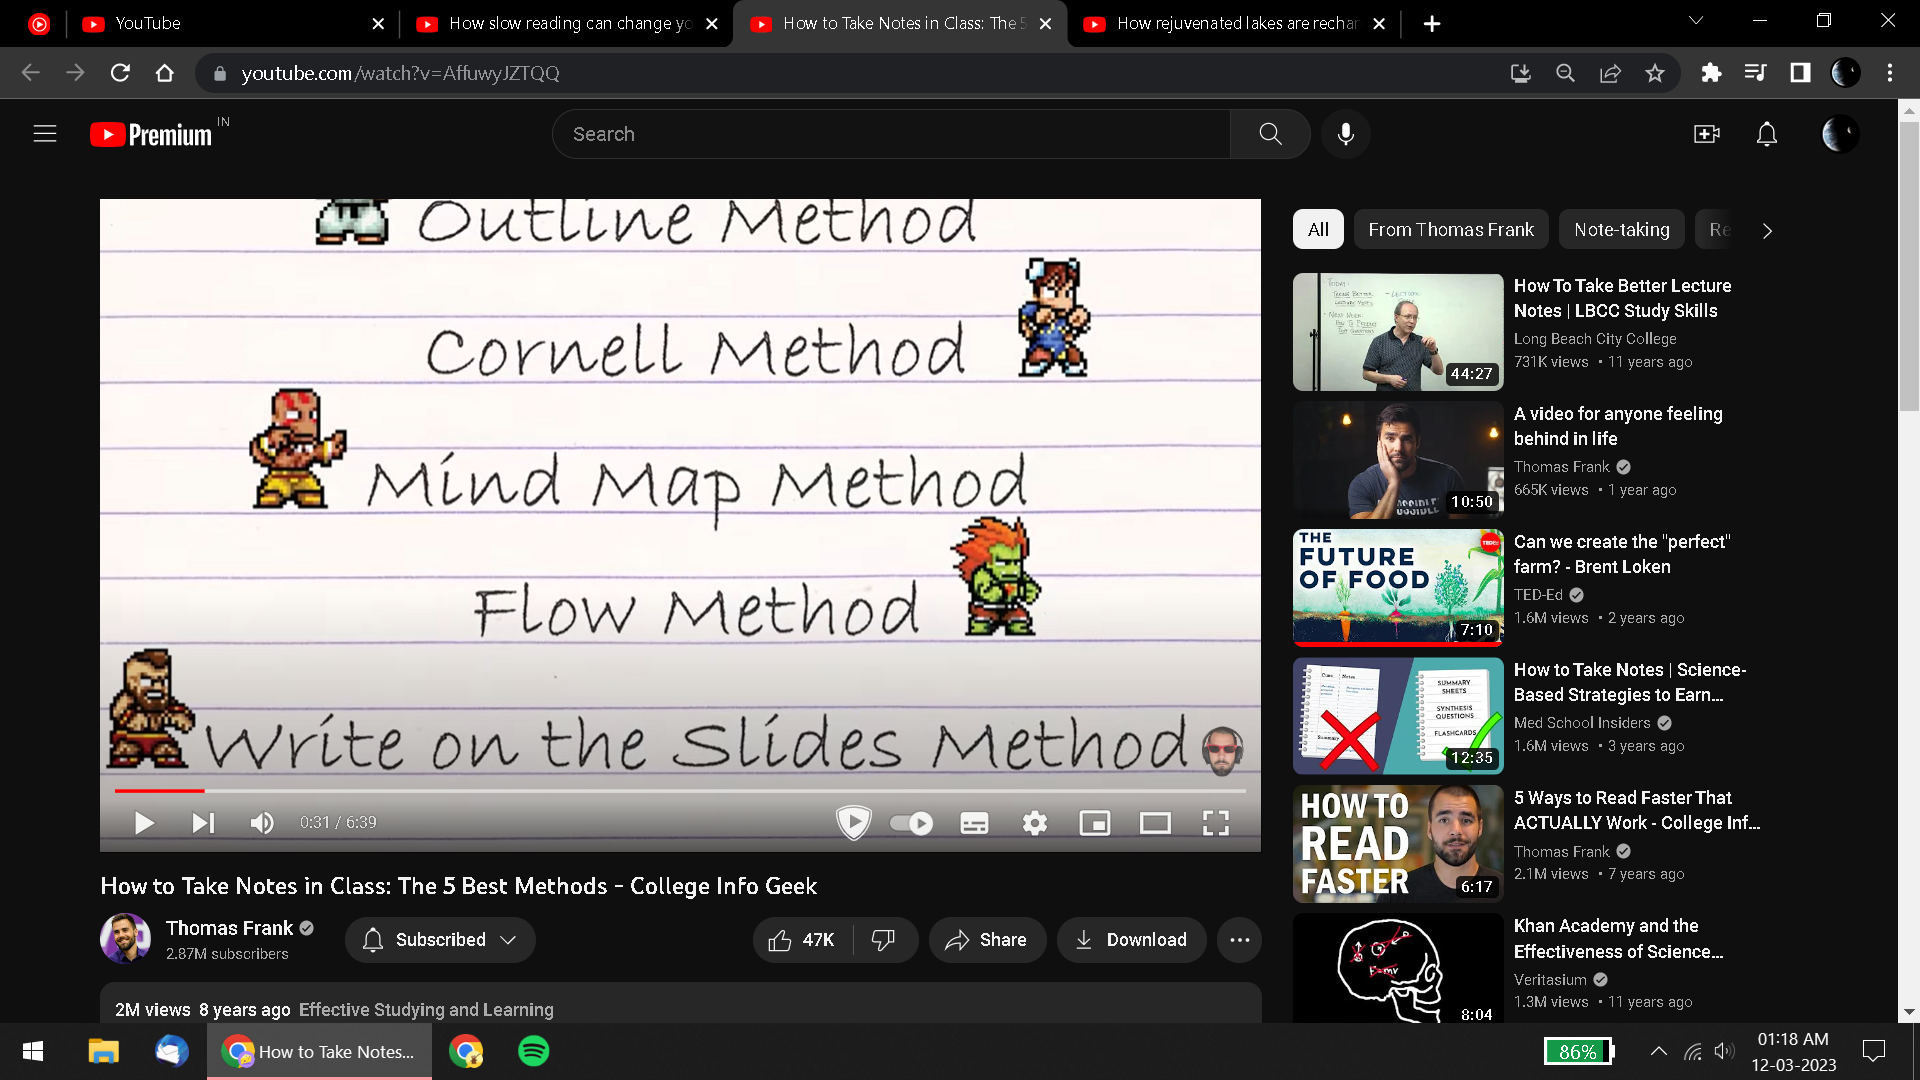 YouTube
How slow reading can change yo
How to Take Notes in Class: The 5
How rejuvenated lakes are rechar
youtube.com/watch?v=AffuwyJZTQQ
Premium IN
Search
Outline Method
Cornell Method
Mind Map Method
Flow Method
Write on the Slides Method
0:31 / 6:39
How to Take Notes in Class: The 5 Best Methods - College Info Geek
Thomas Frank
2.87M subscribers
Subscribed
47K
Share
Download
2M views 8 years ago Effective Studying and Learning
All
From Thomas Frank
Note-taking
Re
44:27
How To Take Better Lecture
Notes | LBCC Study Skills
Long Beach City College
731K views • 11 years ago
10:50
A video for anyone feeling
behind in life
Thomas Frank
665K views • 1 year ago
THE
FUTURE
OF FOOD
7:10
Can we create the "perfect"
farm? - Brent Loken
TED-Ed
1.6M views • 2 years ago
Cues Notes
Summary
SUMMARY
SHEETS
SYNTHESIS
QUESTIONS
FLASHCARDS
12:35
How to Take Notes | Science-
Based Strategies to Earn...
Med School Insiders
1.6M views • 3 years ago
HOW TO
READ
FASTER
6:17
5 Ways to Read Faster That
ACTUALLY Work - College Inf...
Thomas Frank
2.1M views • 7 years ago
8:04
Khan Academy and the
Effectiveness of Science...
Veritasium
1.3M views • 11 years ago
How to Take Notes...
86%
01:18 AM
12-03-2023